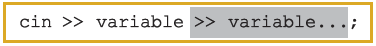 cin >> variable >> variable...;